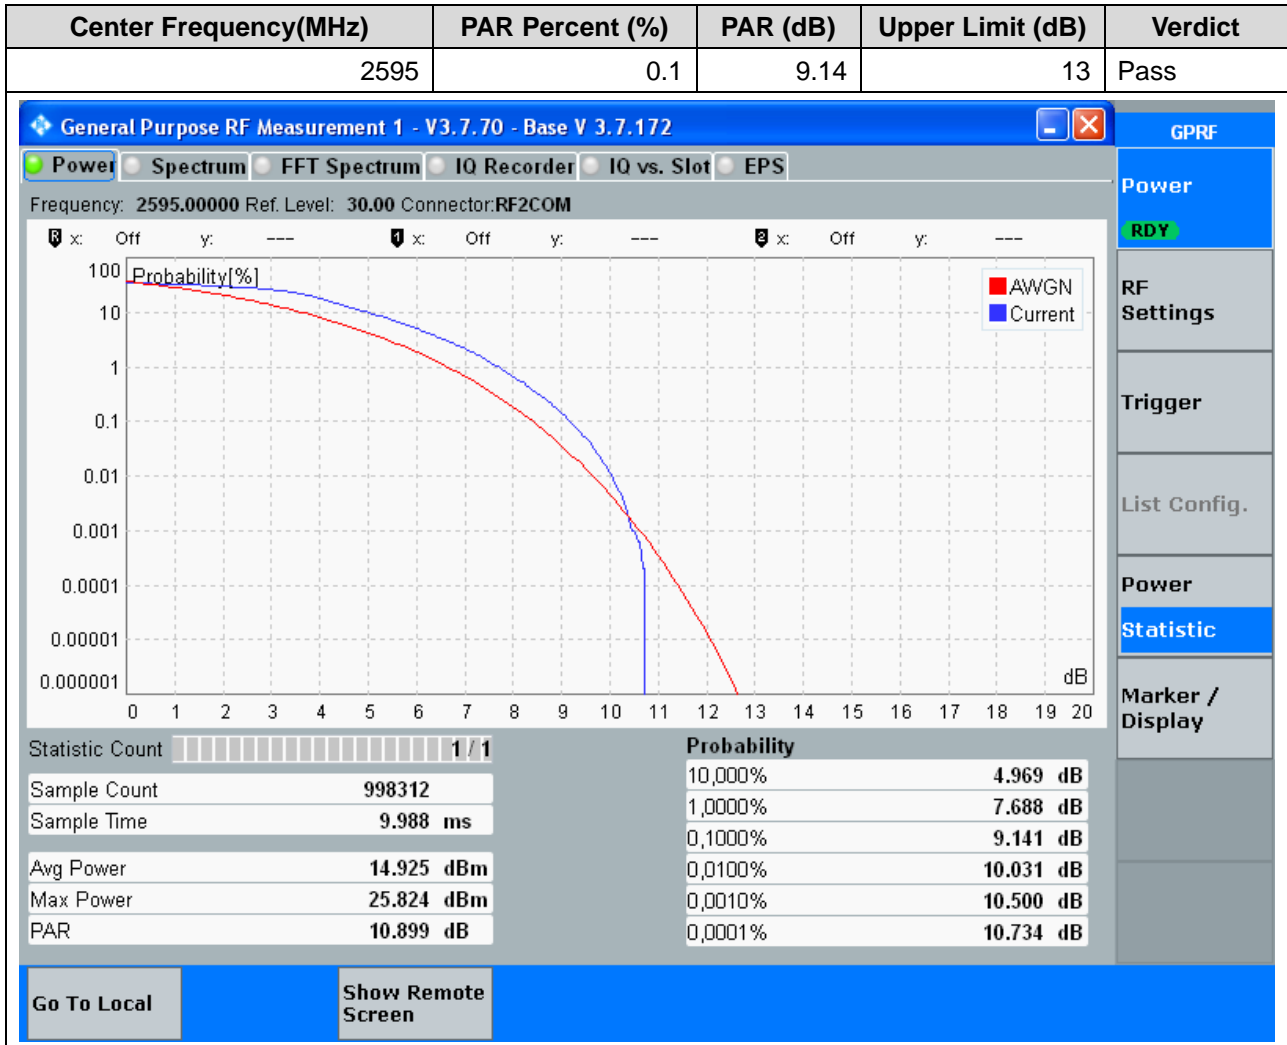 Center Frequency(MHz) PAR Percent (%) PAR (dB) Upper Limit (dB) Verdict
2595 0.1 9.14 13 Pass
General Purpose RF Measurement 1 - V3.7.70 - Base V 3.7.172
GPRF
Power Spectrum FFT Spectrum IQ Recorder IQ vs. Slot EPS
Power
RDY
Frequency: 2595.00000 Ref. Level: 30.00 Connector:RF2COM
R x: Off y: --- 1 x: Off y: --- 2 x: Off y: ---
Probability[%]
AWGN
Current
100
10
1
0.1
0.01
0.001
0.0001
0.00001
0.000001
dB
0 1 2 3 4 5 6 7 8 9 10 11 12 13 14 15 16 17 18 19 20
RF
Settings
Trigger
List Config.
Power
Statistic
Marker /
Display
Statistic Count 1 / 1
Sample Count 998312
Sample Time 9.988 ms
Avg Power 14.925 dBm
Max Power 25.824 dBm
PAR 10.899 dB
Probability
10,000% 4.969 dB
1,0000% 7.688 dB
0,1000% 9.141 dB
0,0100% 10.031 dB
0,0010% 10.500 dB
0,0001% 10.734 dB
Go To Local
Show Remote
Screen